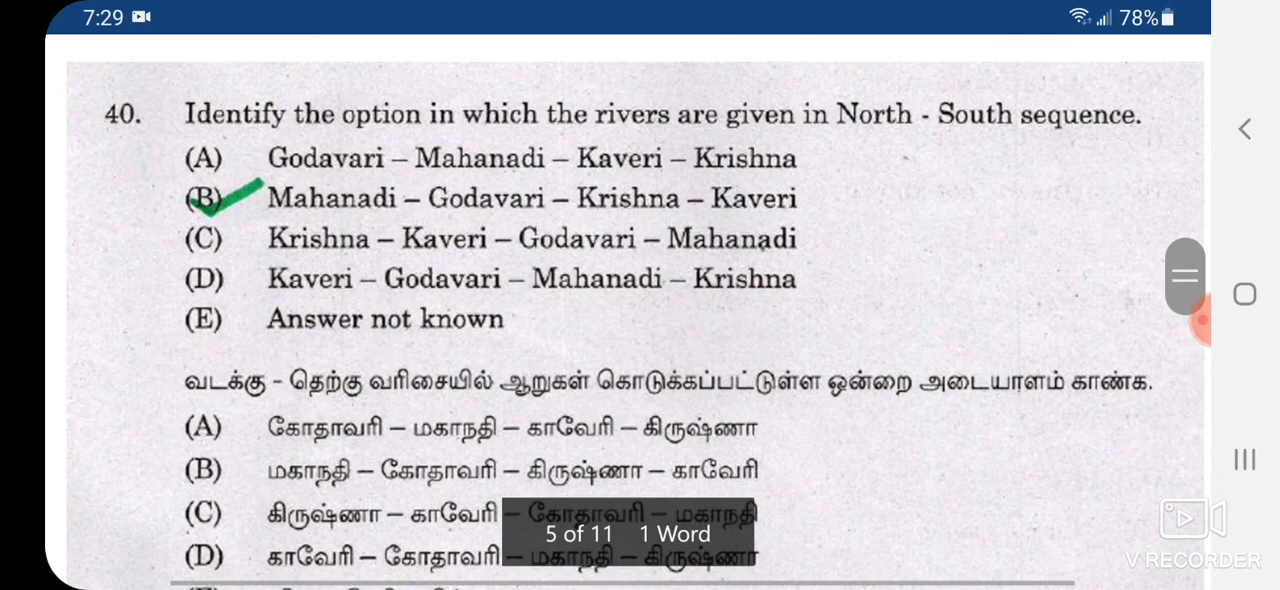 7:29
78%
40. Identify the option in which the rivers are given in North - South sequence.
(A) Godavari – Mahanadi – Kaveri – Krishna
(B) Mahanadi – Godavari – Krishna – Kaveri
(C) Krishna – Kaveri – Godavari – Mahanadi
(D) Kaveri – Godavari – Mahanadi – Krishna
(E) Answer not known
வடக்கு - தெற்கு வரிசையில் ஆறுகள் கொடுக்கப்பட்டுள்ள ஒன்றை அடையாளம் காண்க.
(A) கோதாவரி – மகாநதி – காவேரி – கிருஷ்ணா
(B) மகாநதி – கோதாவரி – கிருஷ்ணா – காவேரி
(C) கிருஷ்ணா – காவேரி – கோதாவரி – மகாநதி
(D) காவேரி – கோதாவரி – மகாநதி – கிருஷ்ணா
5 of 11 1 Word
V RECORDER